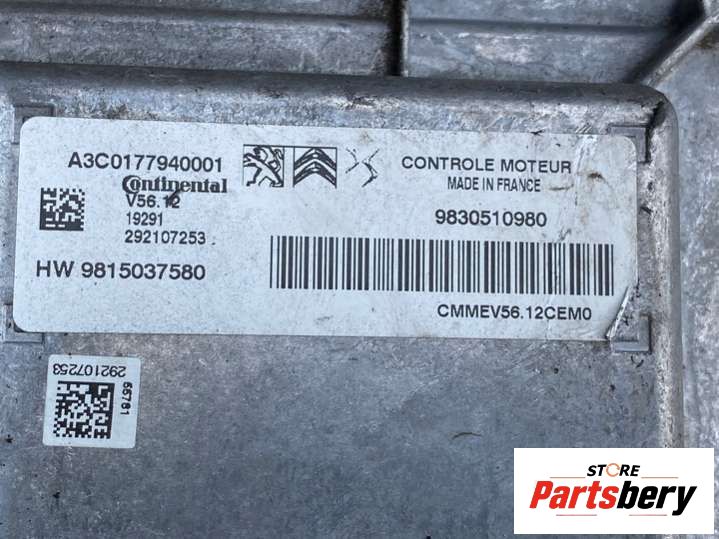 A3C0177940001
Continental
V56.12
19291
292107253
HW 9815037580
CONTROLE MOTEUR
MADE IN FRANCE
9830510980
CMMEV56.12CEM0
292107253
66781
STORE
Partsbery